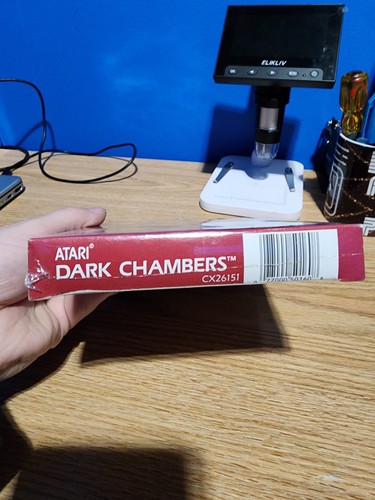 ELIKLIV
ATARI®
DARK CHAMBERS™
CX26151